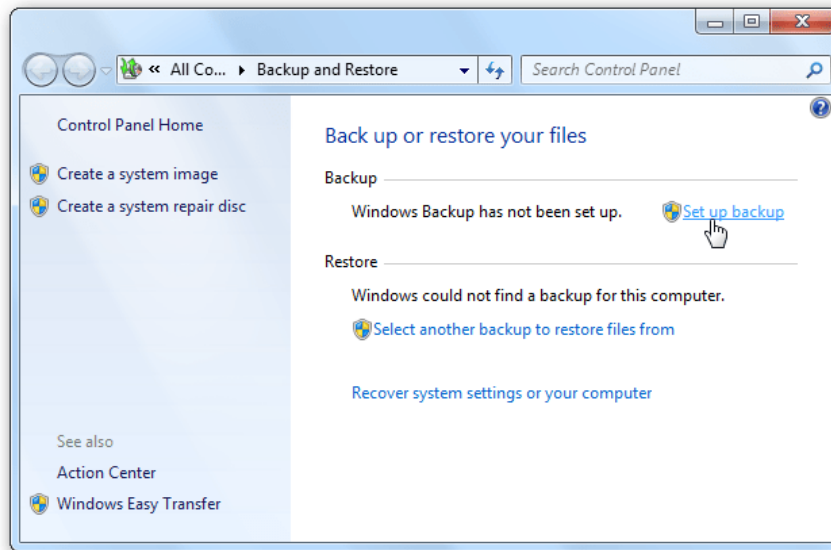 « All Co... Backup and Restore
Search Control Panel
Control Panel Home
Create a system image
Create a system repair disc
See also
Action Center
Windows Easy Transfer
Back up or restore your files
Backup
Windows Backup has not been set up. Set up backup
Restore
Windows could not find a backup for this computer.
Select another backup to restore files from
Recover system settings or your computer